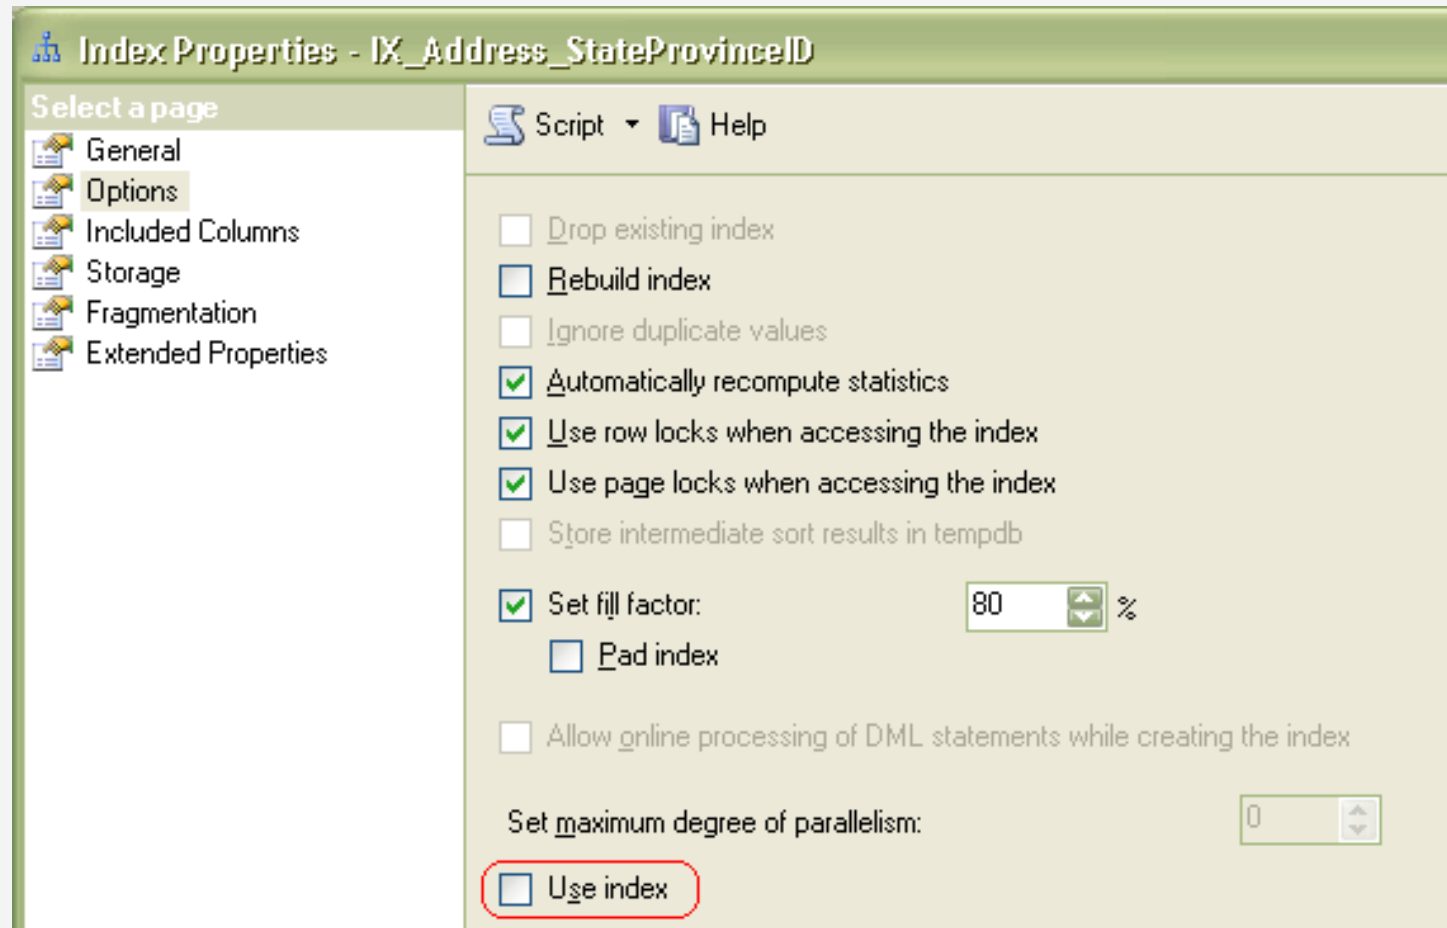 Index Properties - IX_Address_StateProvinceID
Select a page
General
Options
Included Columns
Storage
Fragmentation
Extended Properties
Script Help
Drop existing index
Rebuild index
Ignore duplicate values
Automatically recompute statistics
Use row locks when accessing the index
Use page locks when accessing the index
Store intermediate sort results in tempdb
Set fill factor: 80 %
Pad index
Allow online processing of DML statements while creating the index
Set maximum degree of parallelism: 0
Use index